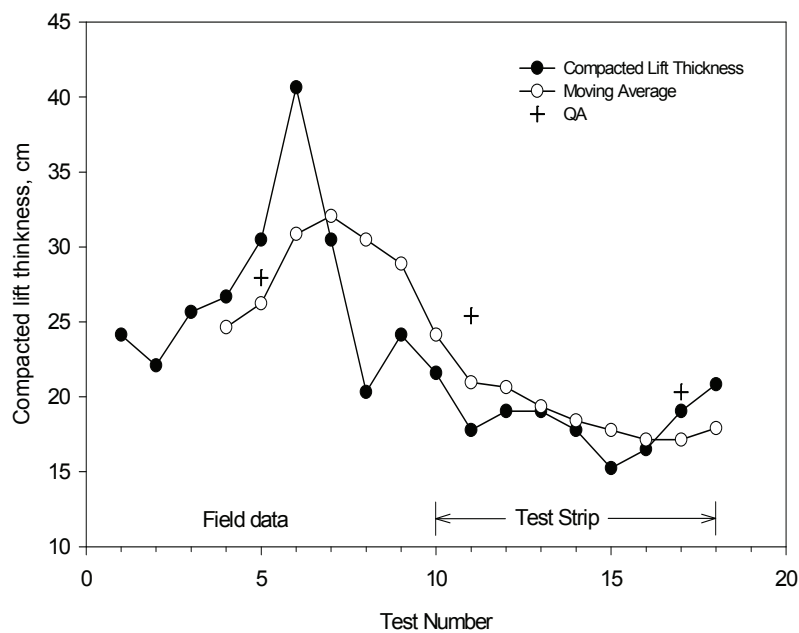 45
40
35
30
25
20
15
10
Compacted lift thinkness, cm
Compacted Lift Thickness
Moving Average
QA
Field data
Test Strip
0 5 10 15 20
Test Number